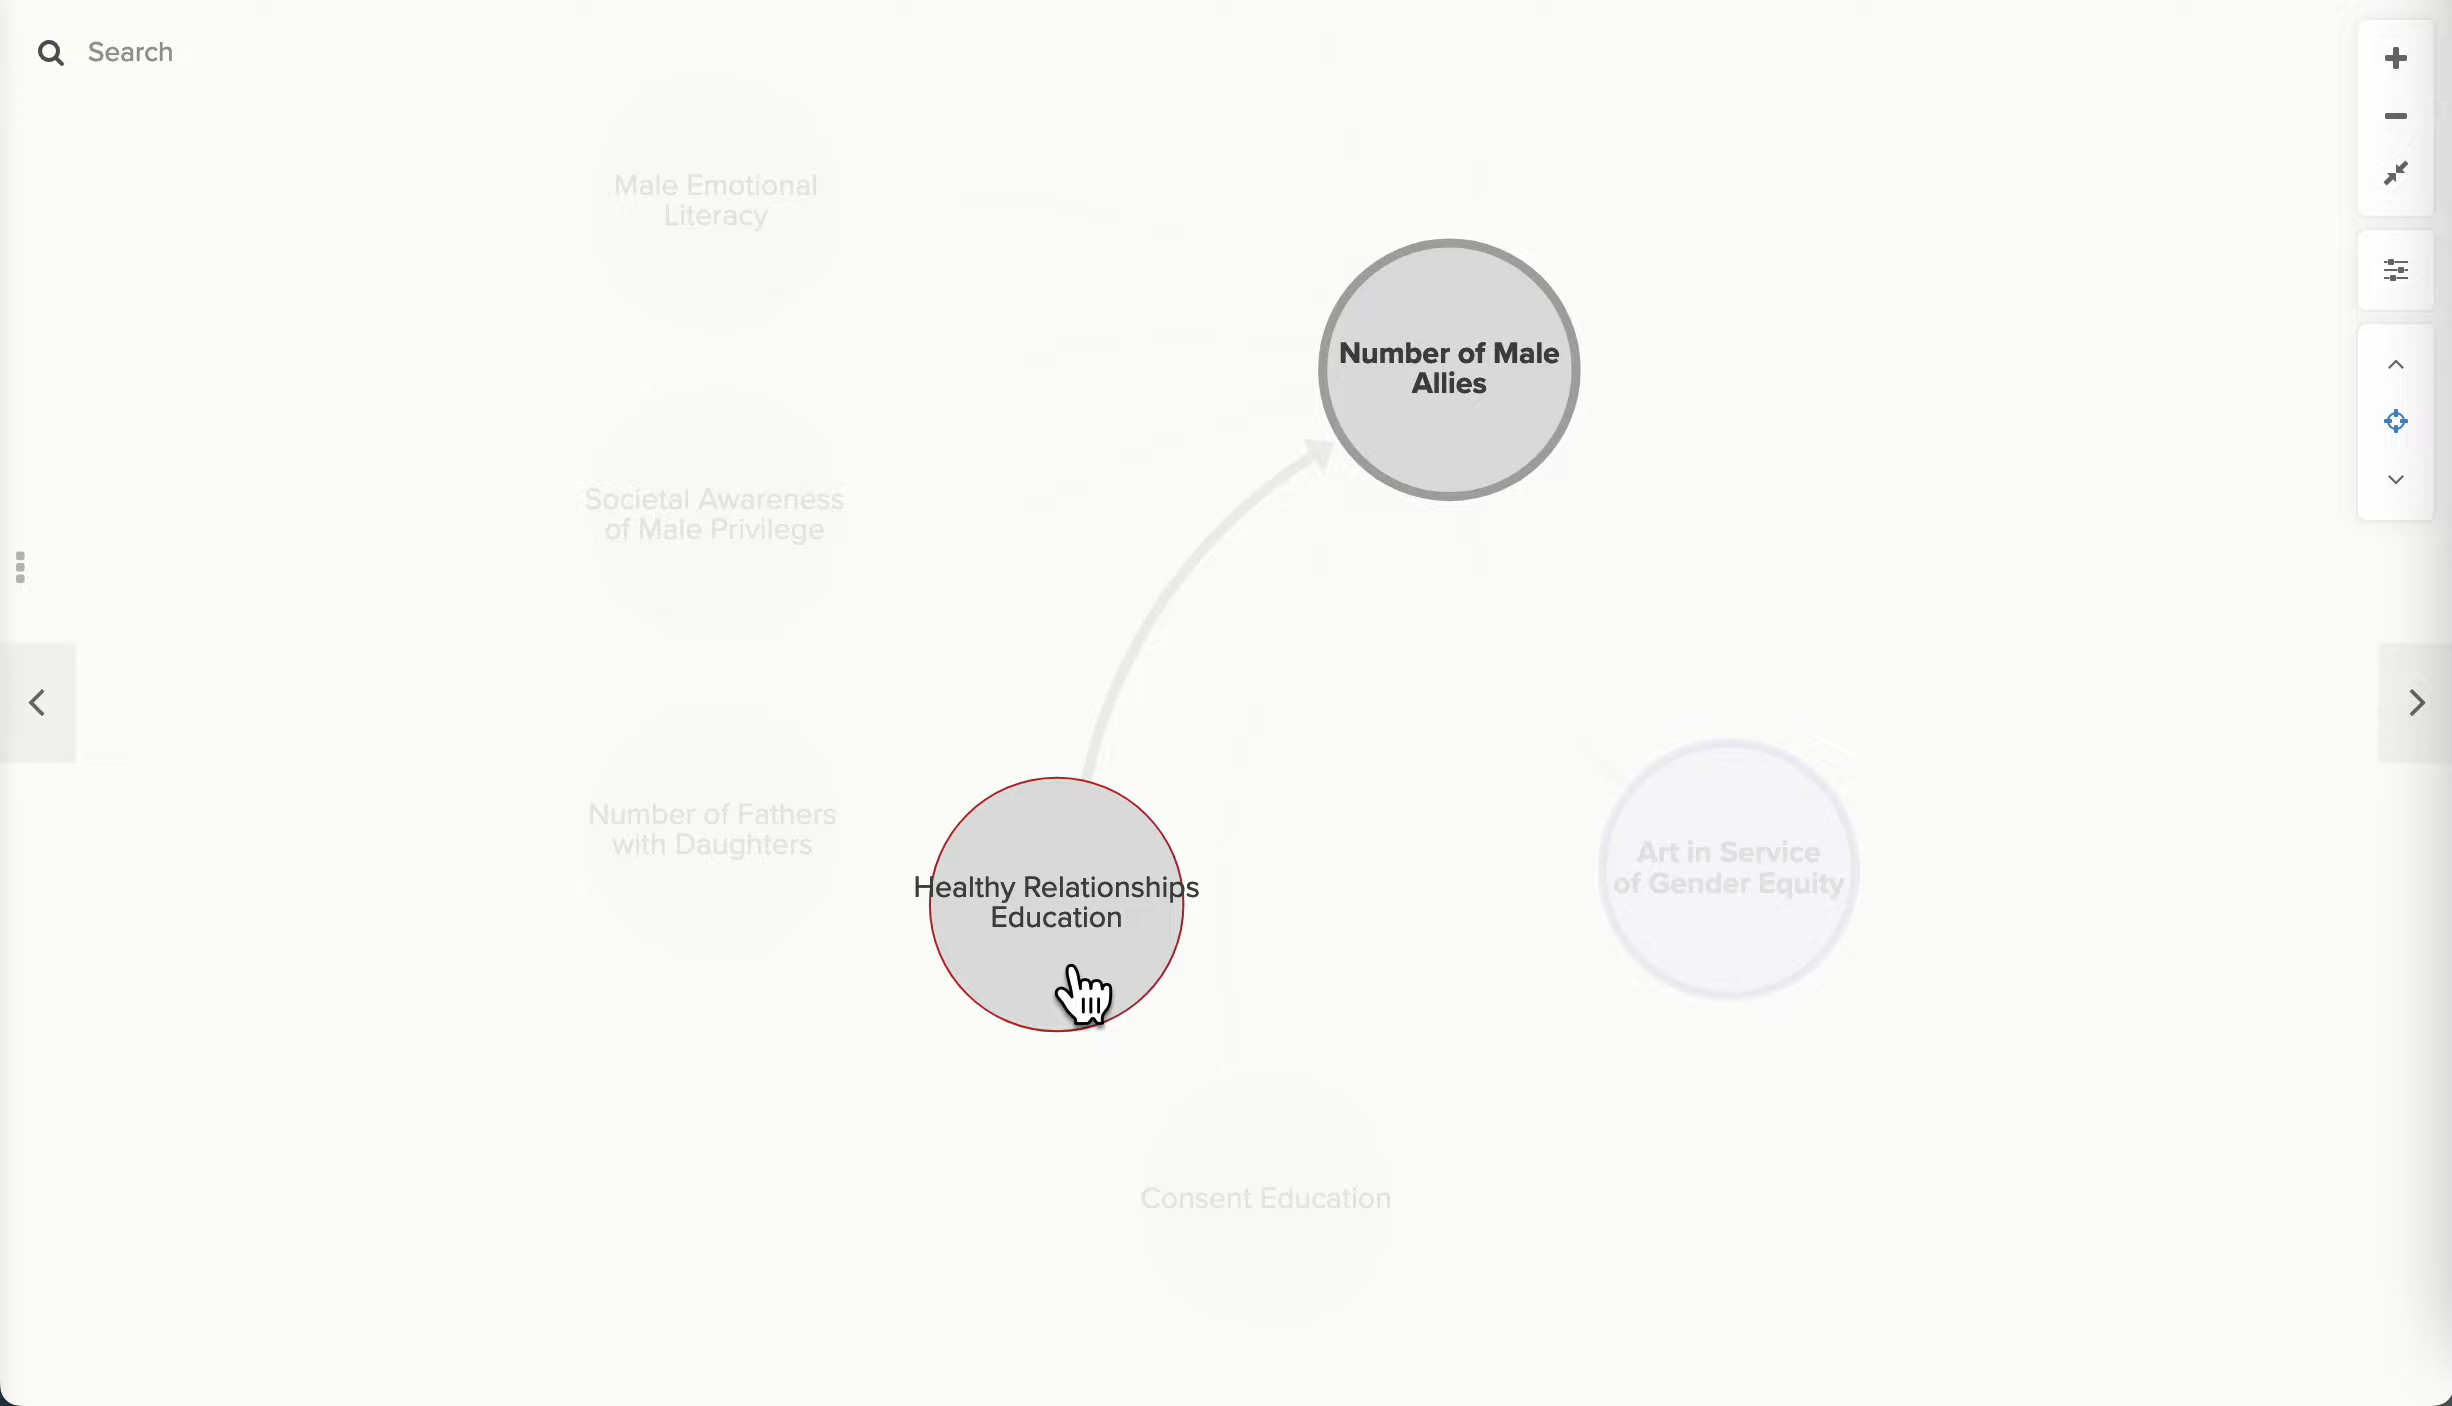 Search
Male Emotional
Literacy
Number of Male
Allies
Societal Awareness
of Male Privilege
Number of Fathers
with Daughters
Healthy Relationships
Education
Art in Service
of Gender Equity
Consent Education